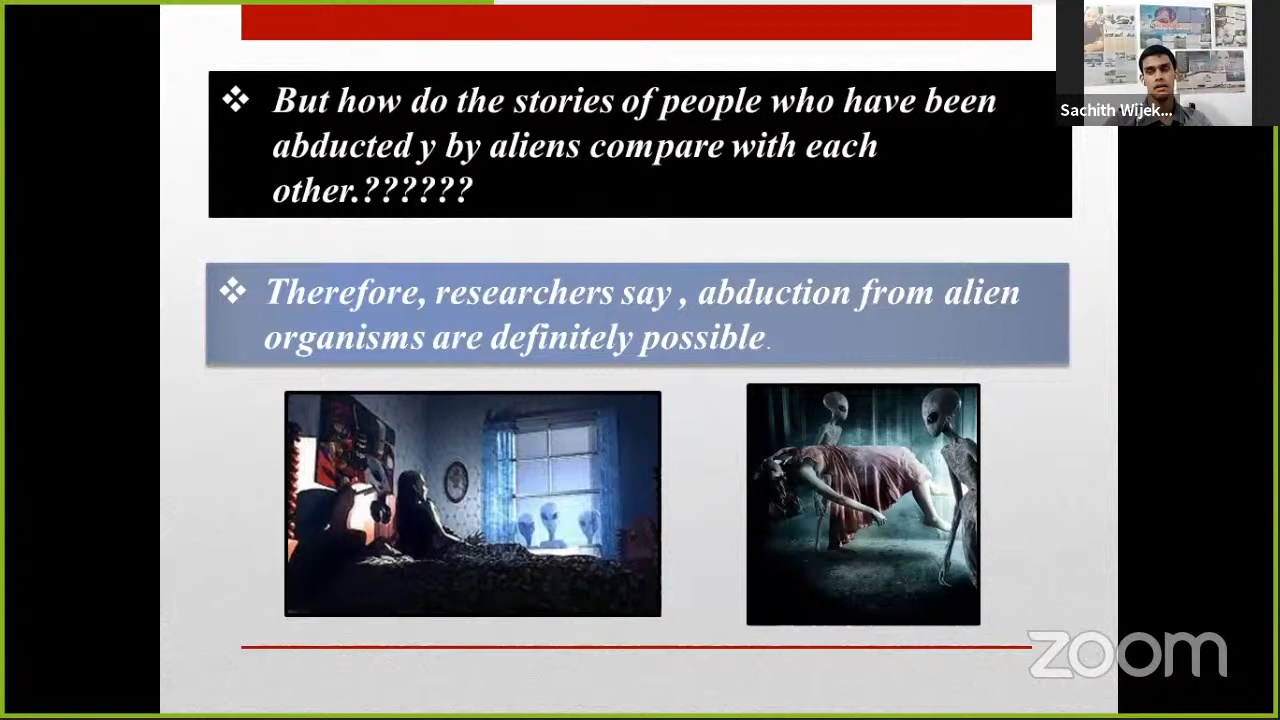 ❖ But how do the stories of people who have been
abducted y by aliens compare with each
other.??????
❖ Therefore, researchers say , abduction from alien
organisms are definitely possible.
Sachith Wijek...
zoom